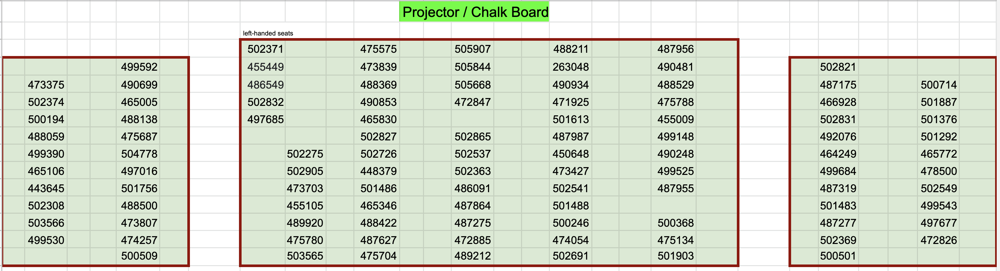 Projector / Chalk Board
left-handed seats
502371 475575 505907 488211 487956
499592 455449 473839 505844 263048 490481 502821
473375 490699 486549 488369 505668 490934 488529 487175 500714
502374 465005 502832 490853 472847 471925 475788 466928 501887
500194 488138 497685 465830 501613 455009 502831 501376
488059 475687 502827 502865 487987 499148 492076 501292
499390 504778 502275 502726 502537 450648 490248 464249 465772
465106 497016 502905 448379 502363 473427 499525 499684 478500
443645 501756 473703 501486 486091 502541 487955 487319 502549
502308 488500 455105 465346 487864 501488 501483 499543
503566 473807 489920 488422 487275 500246 500368 487277 497677
499530 474257 475780 487627 472885 474054 475134 502369 472826
500509 503565 475704 489212 502691 501903 500501